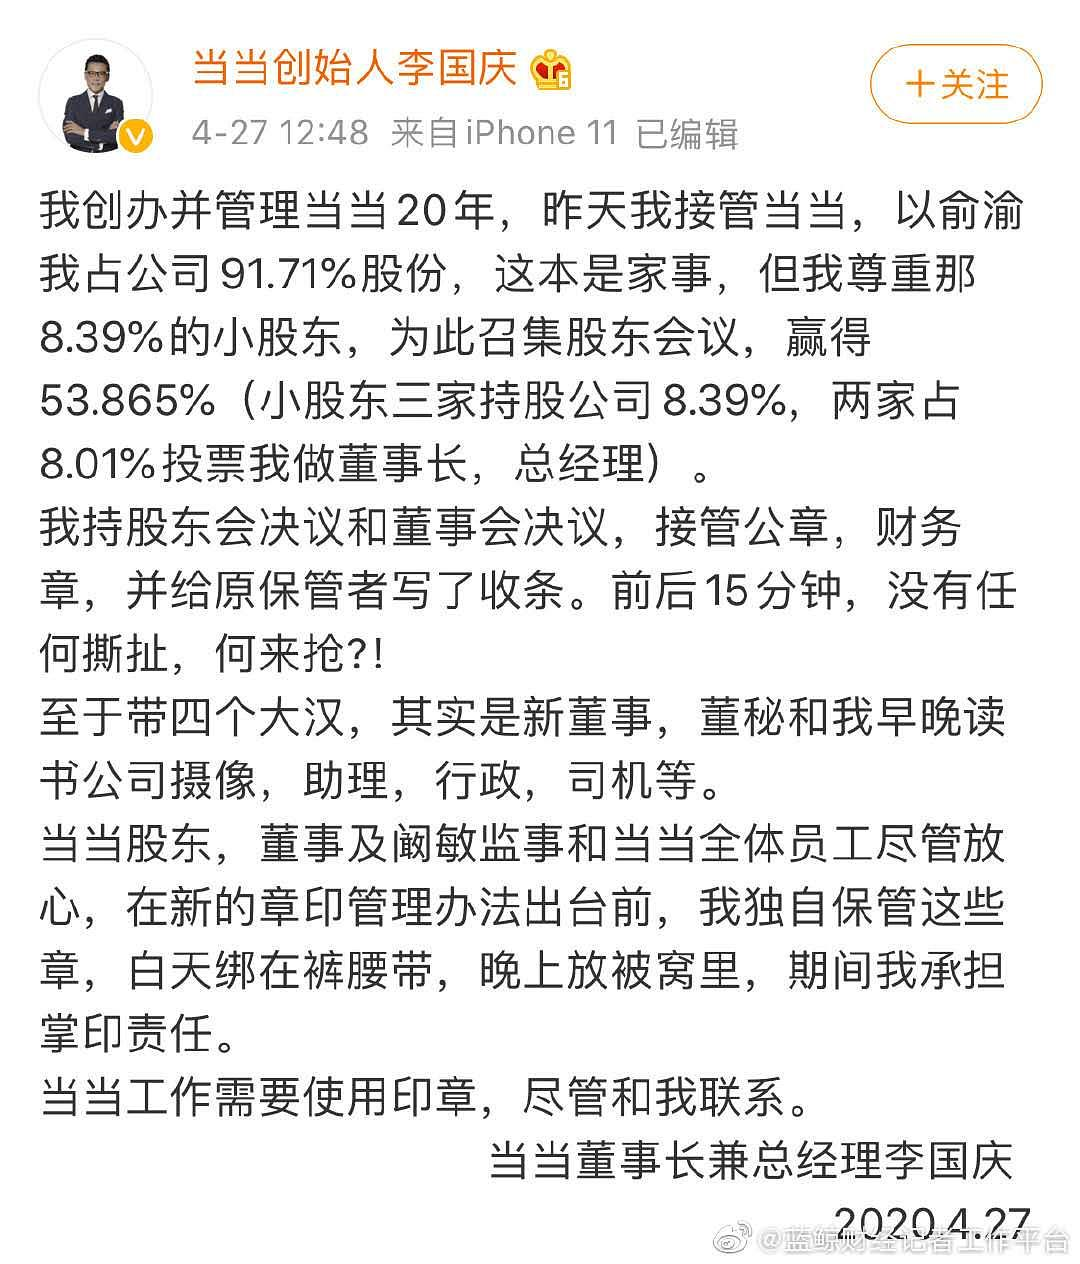 当当创始人李国庆
+关注
4-27 12:48 来自iPhone 11 已编辑
我创办并管理当当20年，昨天我接管当当，以俞渝
我占公司91.71%股份，这本是家事，但我尊重那
8.39%的小股东，为此召集股东会议，赢得
53.865%（小股东三家持股公司8.39%，两家占
8.01%投票我做董事长，总经理）。
我持股东会决议和董事会决议，接管公章，财务
章，并给原保管者写了收条。前后15分钟，没有任
何撕扯，何来抢?!
至于带四个大汉，其实是新董事，董秘和我早晚读
书公司摄像，助理，行政，司机等。
当当股东，董事及阚敏监事和当当全体员工尽管放
心，在新的章印管理办法出台前，我独自保管这些
章，白天绑在裤腰带，晚上放被窝里，期间我承担
掌印责任。
当当工作需要使用印章，尽管和我联系。
当当董事长兼总经理李国庆
2020.4.27
@蓝鲸财经记者工作平台